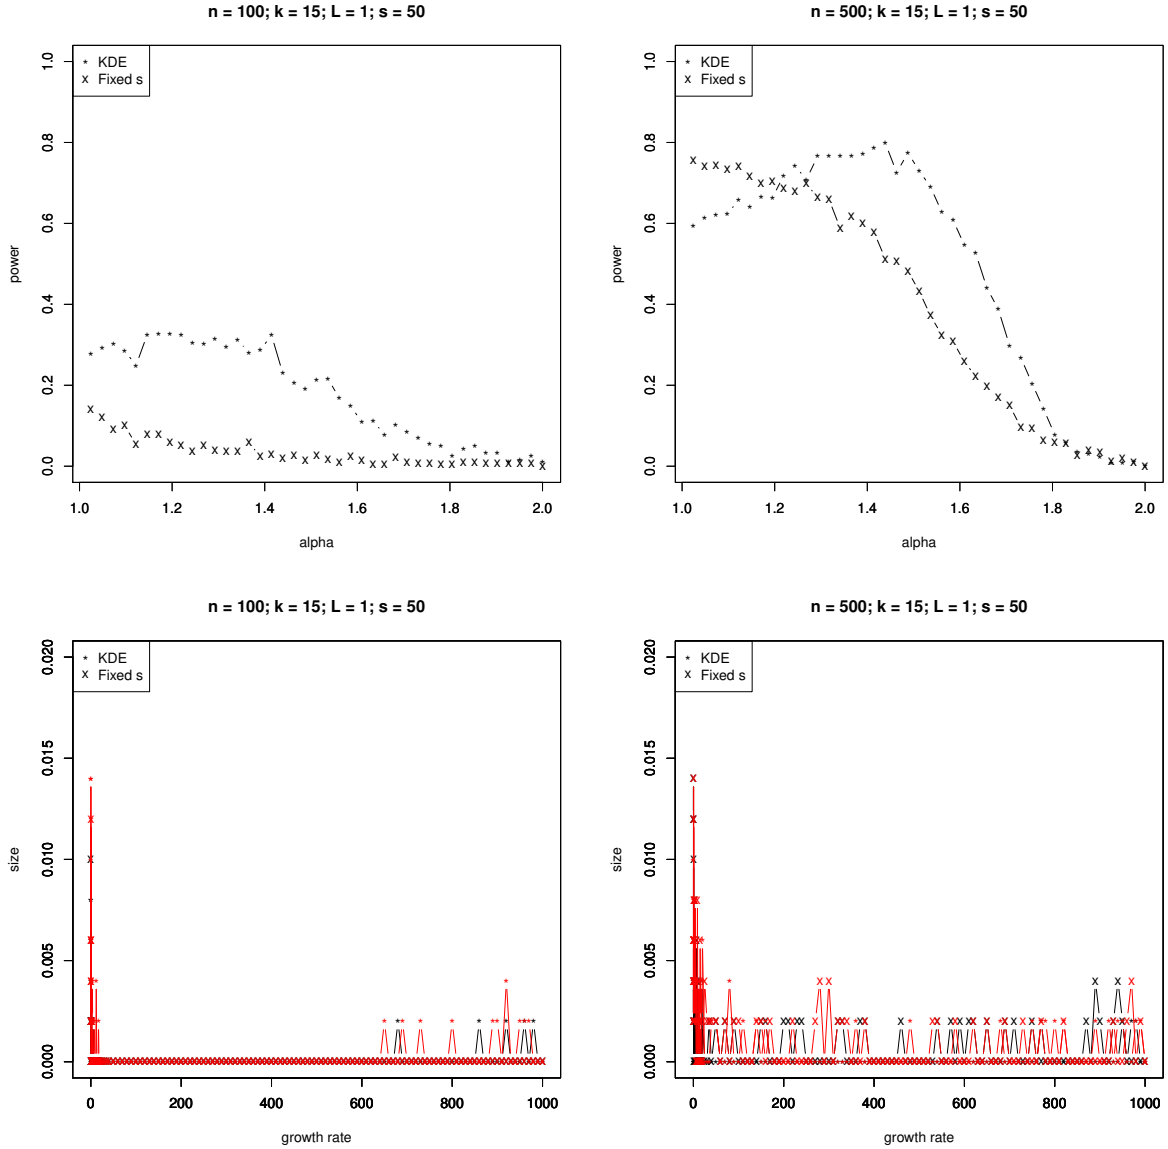 n = 100; k = 15; L = 1; s = 50
* KDE
x Fixed s
power
1.0
0.8
0.6
0.4
0.2
0.0
1.0 1.2 1.4 1.6 1.8 2.0
alpha
n = 500; k = 15; L = 1; s = 50
* KDE
x Fixed s
power
1.0
0.8
0.6
0.4
0.2
0.0
1.0 1.2 1.4 1.6 1.8 2.0
alpha
n = 100; k = 15; L = 1; s = 50
* KDE
x Fixed s
size
0.020
0.015
0.010
0.005
0.000
0 200 400 600 800 1000
growth rate
n = 500; k = 15; L = 1; s = 50
* KDE
x Fixed s
size
0.020
0.015
0.010
0.005
0.000
0 200 400 600 800 1000
growth rate